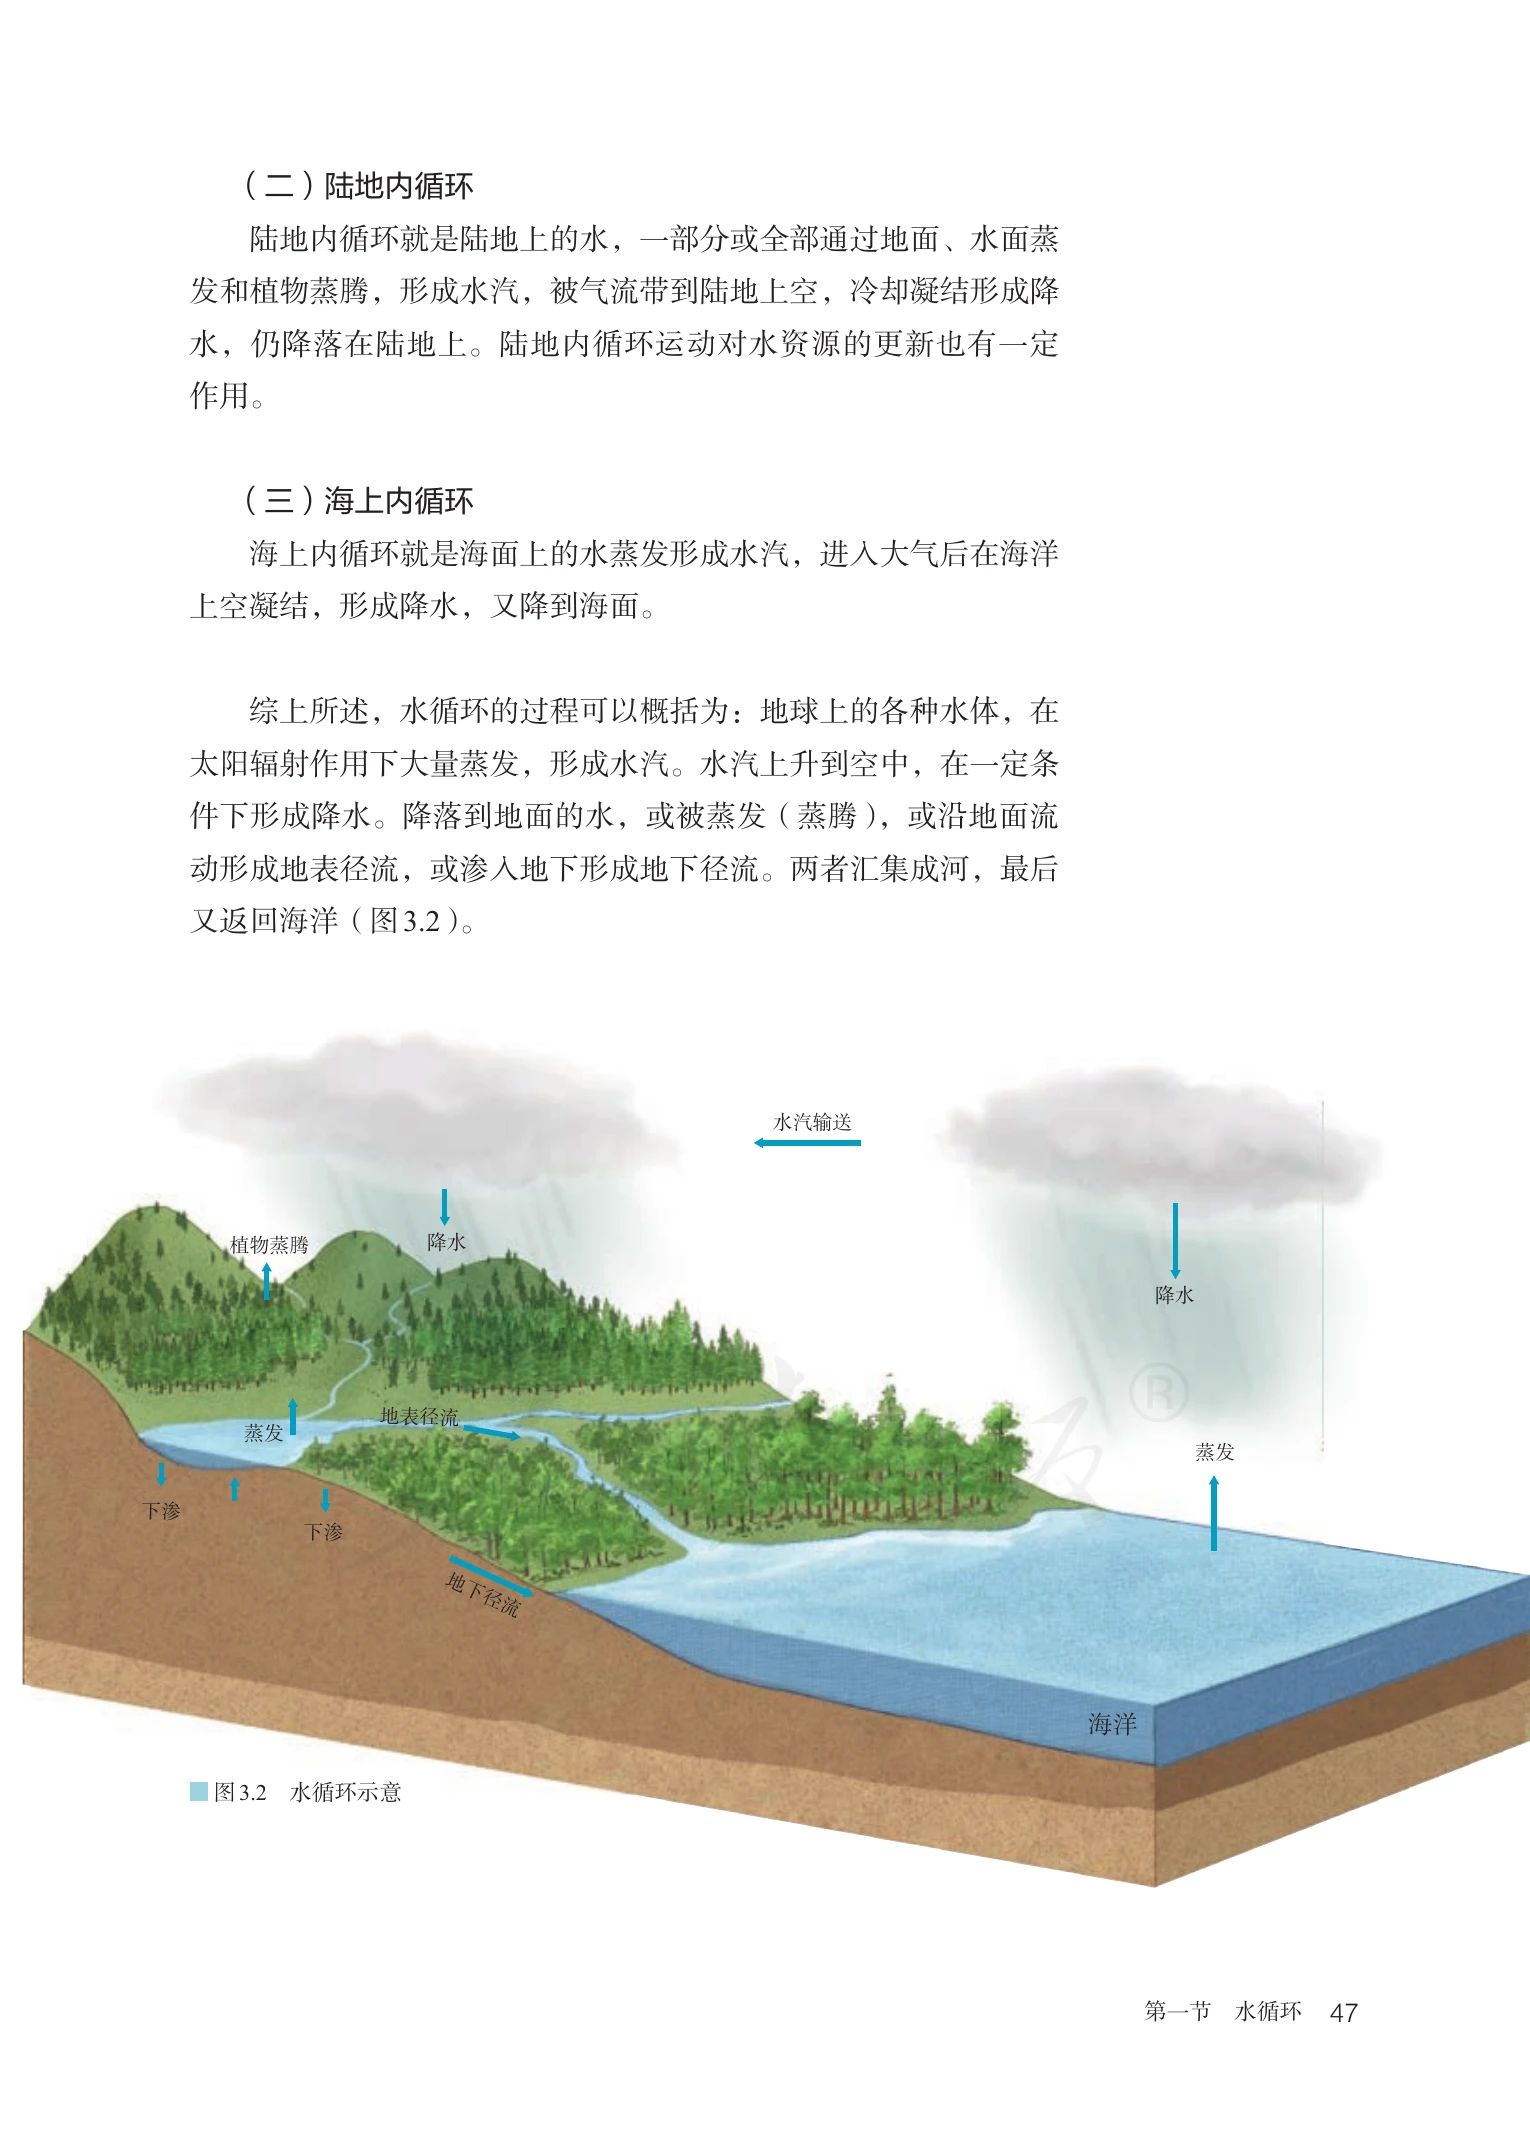 （二）陆地内循环
陆地内循环就是陆地上的水，一部分或全部通过地面、水面蒸
发和植物蒸腾，形成水汽，被气流带到陆地上空，冷却凝结形成降
水，仍降落在陆地上。陆地内循环运动对水资源的更新也有一定
作用。
（三）海上内循环
海上内循环就是海面上的水蒸发形成水汽，进入大气后在海洋
上空凝结，形成降水，又降到海面。
综上所述，水循环的过程可以概括为：地球上的各种水体，在
太阳辐射作用下大量蒸发，形成水汽。水汽上升到空中，在一定条
件下形成降水。降落到地面的水，或被蒸发（蒸腾），或沿地面流
动形成地表径流，或渗入地下形成地下径流。两者汇集成河，最后
又返回海洋（图3.2）。
水汽输送
植物蒸腾
降水
降水
®
地表径流
蒸发
蒸发
下渗
下渗
地下径流
海洋
图3.2 水循环示意
第一节 水循环 47